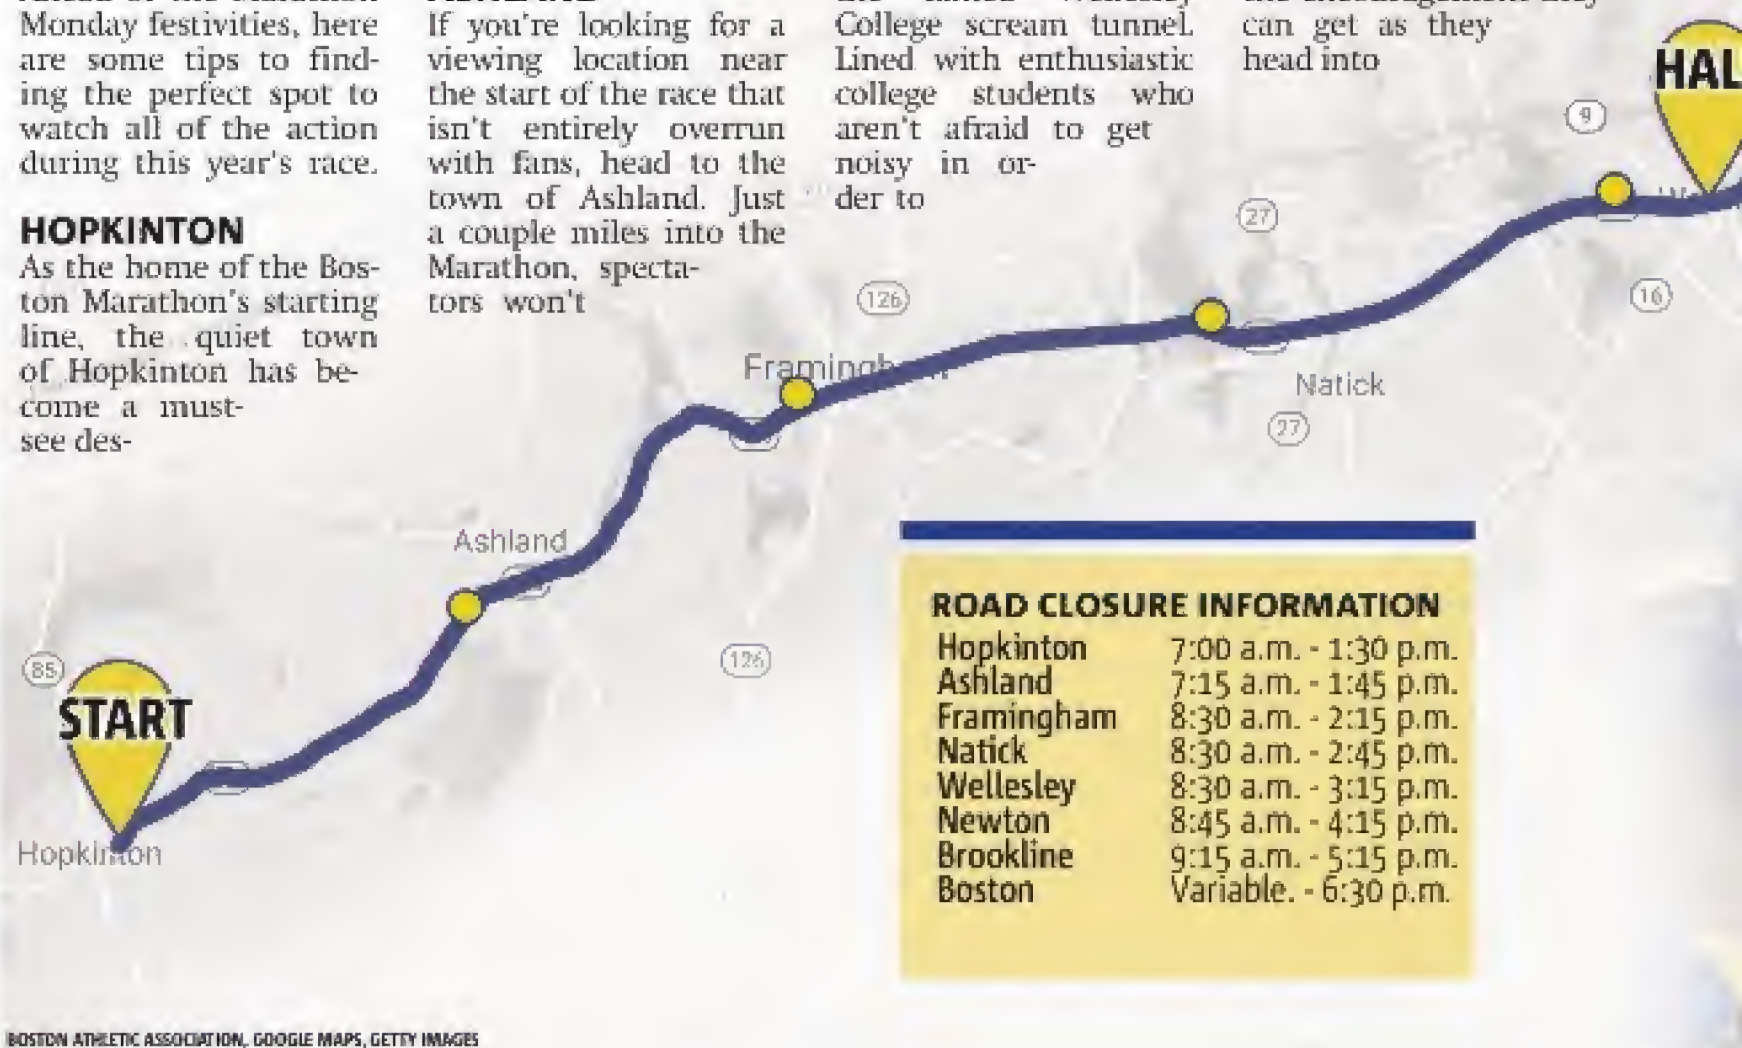 Monday festivities, here
are some tips to find-
ing the perfect spot to
watch all of the action
during this year's race.
HOPKINTON
As the home of the Bos-
ton Marathon's starting
line, the quiet town
of Hopkinton has be-
come a must-
see des-
If you're looking for a
viewing location near
the start of the race that
isn't entirely overrun
with fans, head to the
town of Ashland. Just
a couple miles into the
Marathon, specta-
tors won't
College scream tunnel.
Lined with enthusiastic
college students who
aren't afraid to get
noisy in or-
der to
can get as they
head into
HAL
9
27
126
16
Framingham
Natick
27
Ashland
126
85
START
Hopkinton
ROAD CLOSURE INFORMATION
Hopkinton 7:00 a.m. - 1:30 p.m.
Ashland 7:15 a.m. - 1:45 p.m.
Framingham 8:30 a.m. - 2:15 p.m.
Natick 8:30 a.m. - 2:45 p.m.
Wellesley 8:30 a.m. - 3:15 p.m.
Newton 8:45 a.m. - 4:15 p.m.
Brookline 9:15 a.m. - 5:15 p.m.
Boston Variable. - 6:30 p.m.
BOSTON ATHLETIC ASSOCIATION, GOOGLE MAPS, GETTY IMAGES